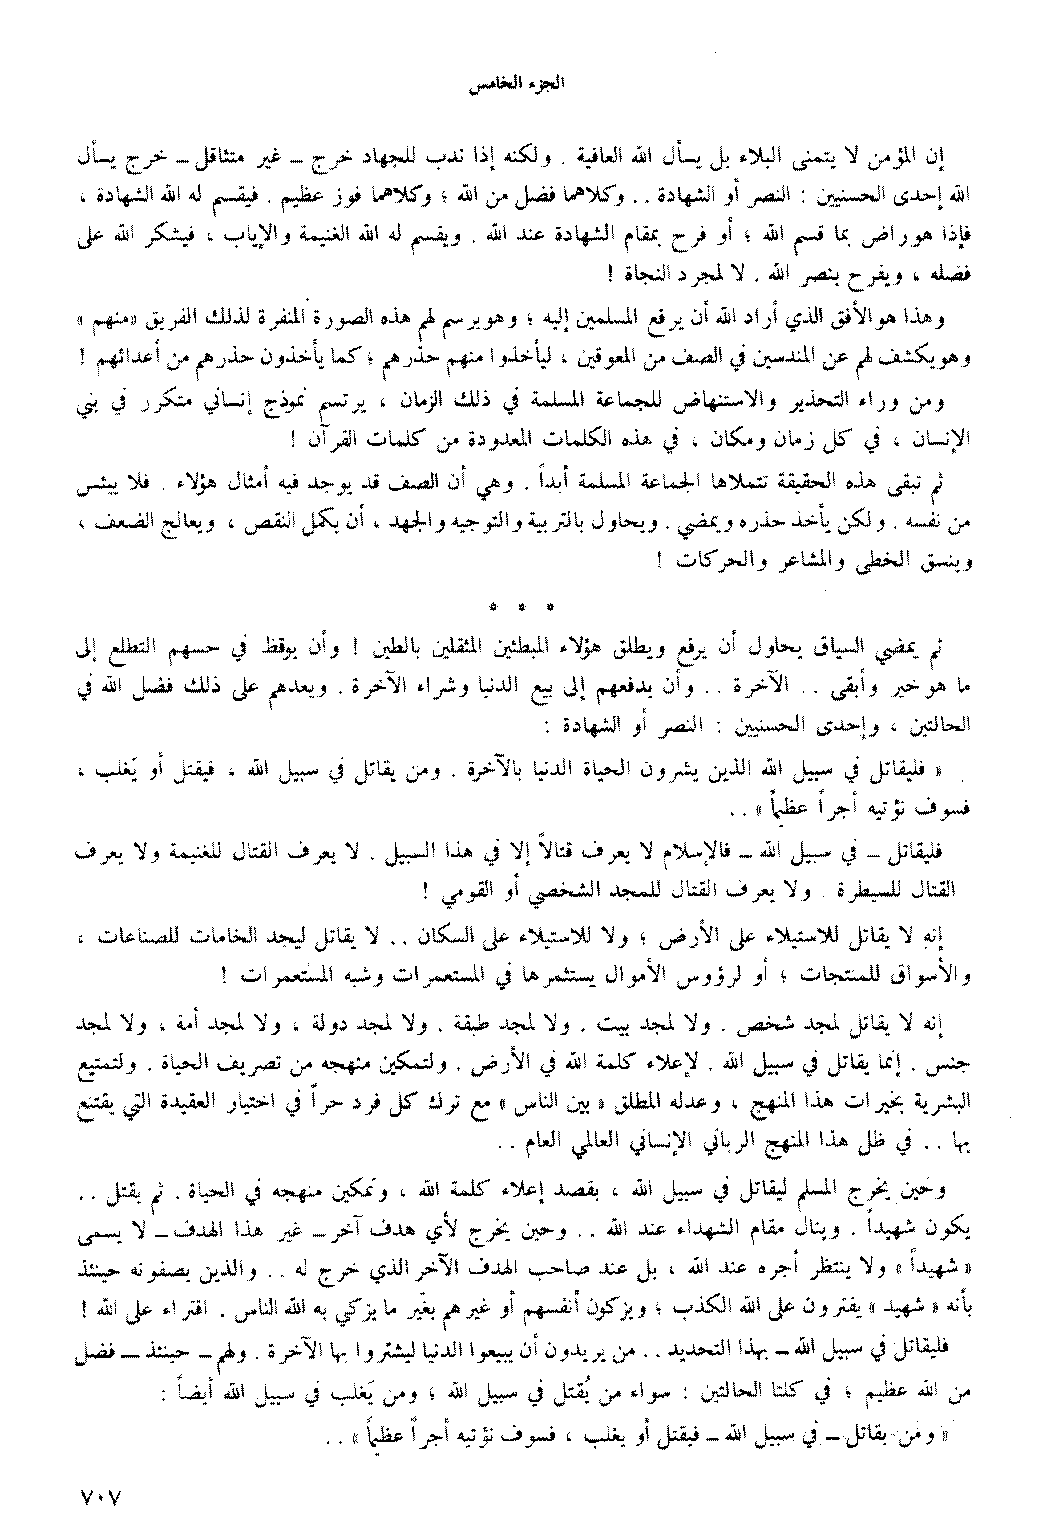 الجزء الخامس
إن المؤمن لا يتمنى البلاء بل يسأل الله العافية . ولكنه إذا ندب للجهاد خرج – غير متثاقل – خرج يسأل
الله إحدى الحسنيين : النصر أو الشهادة .. وكلاهما فضل من الله ؛ وكلاهما فوز عظيم . فيقسم له الله الشهادة ،
فإذا هو راض بما قسم الله ؛ أو فرح بمقام الشهادة عند الله . ويقسم له الله الغنيمة والإياب ، فيشكر الله على
فضله ، ويفرح بنصر الله . لا لمجرد النجاة !
وهذا هو الأفق الذي أراد الله أن يرفع المسلمين إليه ؛ وهو يرسم لهم هذه الصورة المنفرة لذلك الفريق «منهم »
وهو يكشف لهم عن المندسين في الصف من المعوقين ، ليأخذوا منهم حذرهم ؛ كما يأخذون حذرهم من أعدائهم !
ومن وراء التحذير والاستنهاض للجماعة المسلمة في ذلك الزمان ، يرتسم نموذج إنساني متكرر في بني
الإنسان ، في كل زمان ومكان ، في هذه الكلمات المعدودة من كلمات القرآن !
ثم تبقى هذه الحقيقة تتملاها الجماعة المسلمة أبداً . وهي أن الصف قد يوجد فيه أمثال هؤلاء . فلا ييئس
من نفسه . ولكن يأخذ حذره ويمضي . ويحاول بالتربية والتوجيه والجهد ، أن يكمل النقص ، ويعالج الضعف ،
وينسق الخطى والمشاعر والحركات !
* * *
ثم يمضي السياق يحاول أن يرفع ويطلق هؤلاء المبطئين المثقلين بالطين ! وأن يوقظ في حسهم التطلع إلى
ما هو خير وأبقى .. الآخرة .. وأن يدفعهم إلى بيع الدنيا وشراء الآخرة . ويعدهم على ذلك فضل الله في
الحالتين ، وإحدى الحسنيين : النصر أو الشهادة :
« فليقاتل في سبيل الله الذين يشرون الحياة الدنيا بالآخرة . ومن يقاتل في سبيل الله ، فيقتل أو يَغلب ،
فسوف نؤتيه أجراً عظيماً » ..
فليقاتل – في سبيل الله – فالإسلام لا يعرف قتالاً إلا في هذا السبيل . لا يعرف القتال للغنيمة ولا يعرف
القتال للسيطرة . ولا يعرف القتال للمجد الشخصي أو القومي !
إنه لا يقاتل للاستيلاء على الأرض ؛ ولا للاستيلاء على السكان .. لا يقاتل ليجد الخامات للصناعات ،
والأسواق للمنتجات ؛ أو لرؤوس الأموال يستثمرها في المستعمرات وشبه المستعمرات !
إنه لا يقاتل لمجد شخص . ولا لمجد بيت . ولا لمجد طبقة . ولا لمجد دولة ، ولا لمجد أمة ، ولا لمجد
جنس . إنما يقاتل في سبيل الله . لإعلاء كلمة الله في الأرض . ولتمكين منهجه من تصريف الحياة . ولتمتيع
البشرية بخيرات هذا المنهج ، وعدله المطلق « بين الناس » مع ترك كل فرد حراً في اختيار العقيدة التي يقتنع
بها .. في ظل هذا المنهج الرباني الإنساني العالمي العام ..
وحين يخرج المسلم ليقاتل في سبيل الله ، بقصد إعلاء كلمة الله ، وتمكين منهجه في الحياة . ثم يقتل ..
يكون شهيداً . وينال مقام الشهداء عند الله .. وحين يخرج لأي هدف آخر – غير هذا الهدف – لا يسمى
« شهيداً » ولا ينتظر أجره عند الله ، بل عند صاحب الهدف الآخر الذي خرج له .. والذين يصفونه حينئذ
بأنه « شهيد » يفترون على الله الكذب ؛ ويزكون أنفسهم أو غيرهم بغير ما يزكي به الله الناس . افتراء على الله !
فليقاتل في سبيل الله – بهذا التحديد .. من يريدون أن يبيعوا الدنيا ليشتروا بها الآخرة . ولهم – حينئذ – فضل
من الله عظيم ؛ في كلتا الحالتين : سواء من يُقتل في سبيل الله ؛ ومن يَغلب في سبيل الله أيضاً :
« ومن يقاتل – في سبيل الله – فيقتل أو يغلب ، فسوف نؤتيه أجراً عظيماً » ..
٧٠٧